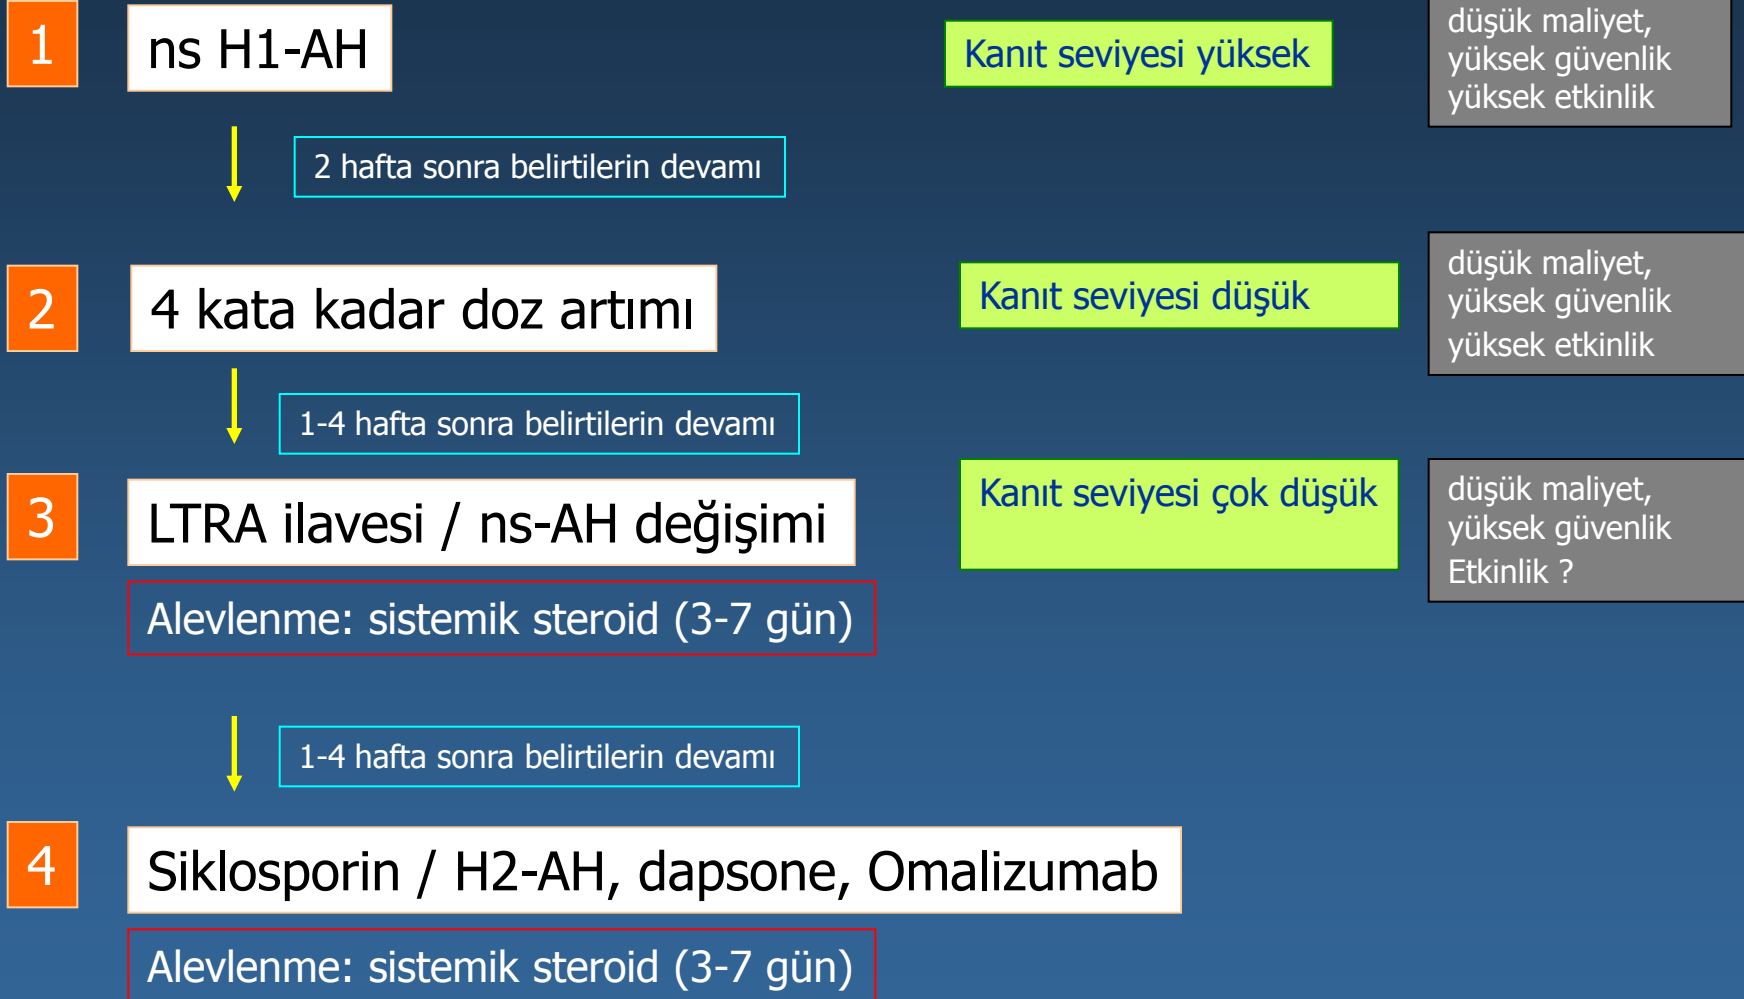 1
ns H1-AH
Kanıt seviyesi yüksek
düşük maliyet,
yüksek güvenlik
yüksek etkinlik
2 hafta sonra belirtilerin devamı
2
4 kata kadar doz artımı
Kanıt seviyesi düşük
düşük maliyet,
yüksek güvenlik
yüksek etkinlik
1-4 hafta sonra belirtilerin devamı
3
LTRA ilavesi / ns-AH değişimi
Kanıt seviyesi çok düşük
düşük maliyet,
yüksek güvenlik
Etkinlik ?
Alevlenme: sistemik steroid (3-7 gün)
1-4 hafta sonra belirtilerin devamı
4
Siklosporin / H2-AH, dapsone, Omalizumab
Alevlenme: sistemik steroid (3-7 gün)